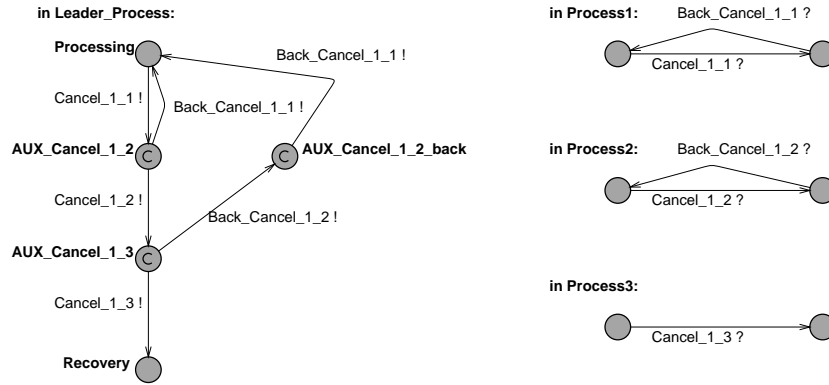 in Leader_Process:
Processing
Back_Cancel_1_1 !
Cancel_1_1 !
Back_Cancel_1_1 !
AUX_Cancel_1_2
C
C
AUX_Cancel_1_2_back
Cancel_1_2 !
Back_Cancel_1_2 !
AUX_Cancel_1_3
C
Cancel_1_3 !
Recovery
in Process1:
Back_Cancel_1_1 ?
Cancel_1_1 ?
in Process2:
Back_Cancel_1_2 ?
Cancel_1_2 ?
in Process3:
Cancel_1_3 ?